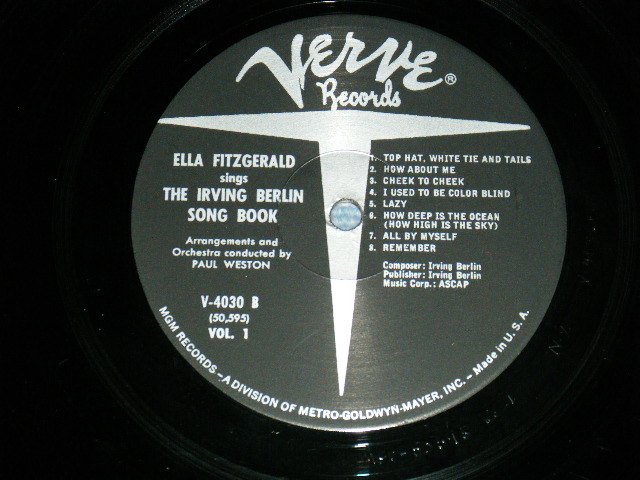 Verve®
Records
ELLA FITZGERALD
sings
THE IRVING BERLIN
SONG BOOK
Arrangements and
Orchestra conducted by
PAUL WESTON
V-4030 B
(50,595)
VOL. 1
1. TOP HAT, WHITE TIE AND TAILS
2. HOW ABOUT ME
3. CHEEK TO CHEEK
4. I USED TO BE COLOR BLIND
5. LAZY
6. HOW DEEP IS THE OCEAN
(HOW HIGH IS THE SKY)
7. ALL BY MYSELF
8. REMEMBER
Composer: Irving Berlin
Publisher: Irving Berlin
Music Corp.: ASCAP
MGM RECORDS—A DIVISION OF METRO-GOLDWYN-MAYER, INC. — Made in U. S. A.